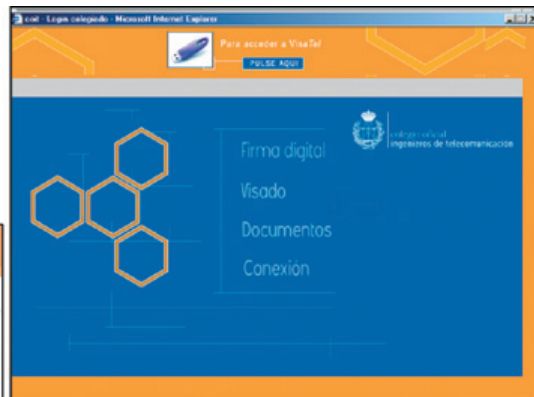 coit - Login colegiado - Microsoft Internet Explorer
Para acceder a VisaTel
PULSE AQUI
colegio oficial
ingenieros de telecomunicación
Firma digital
Visado
Documentos
Conexión